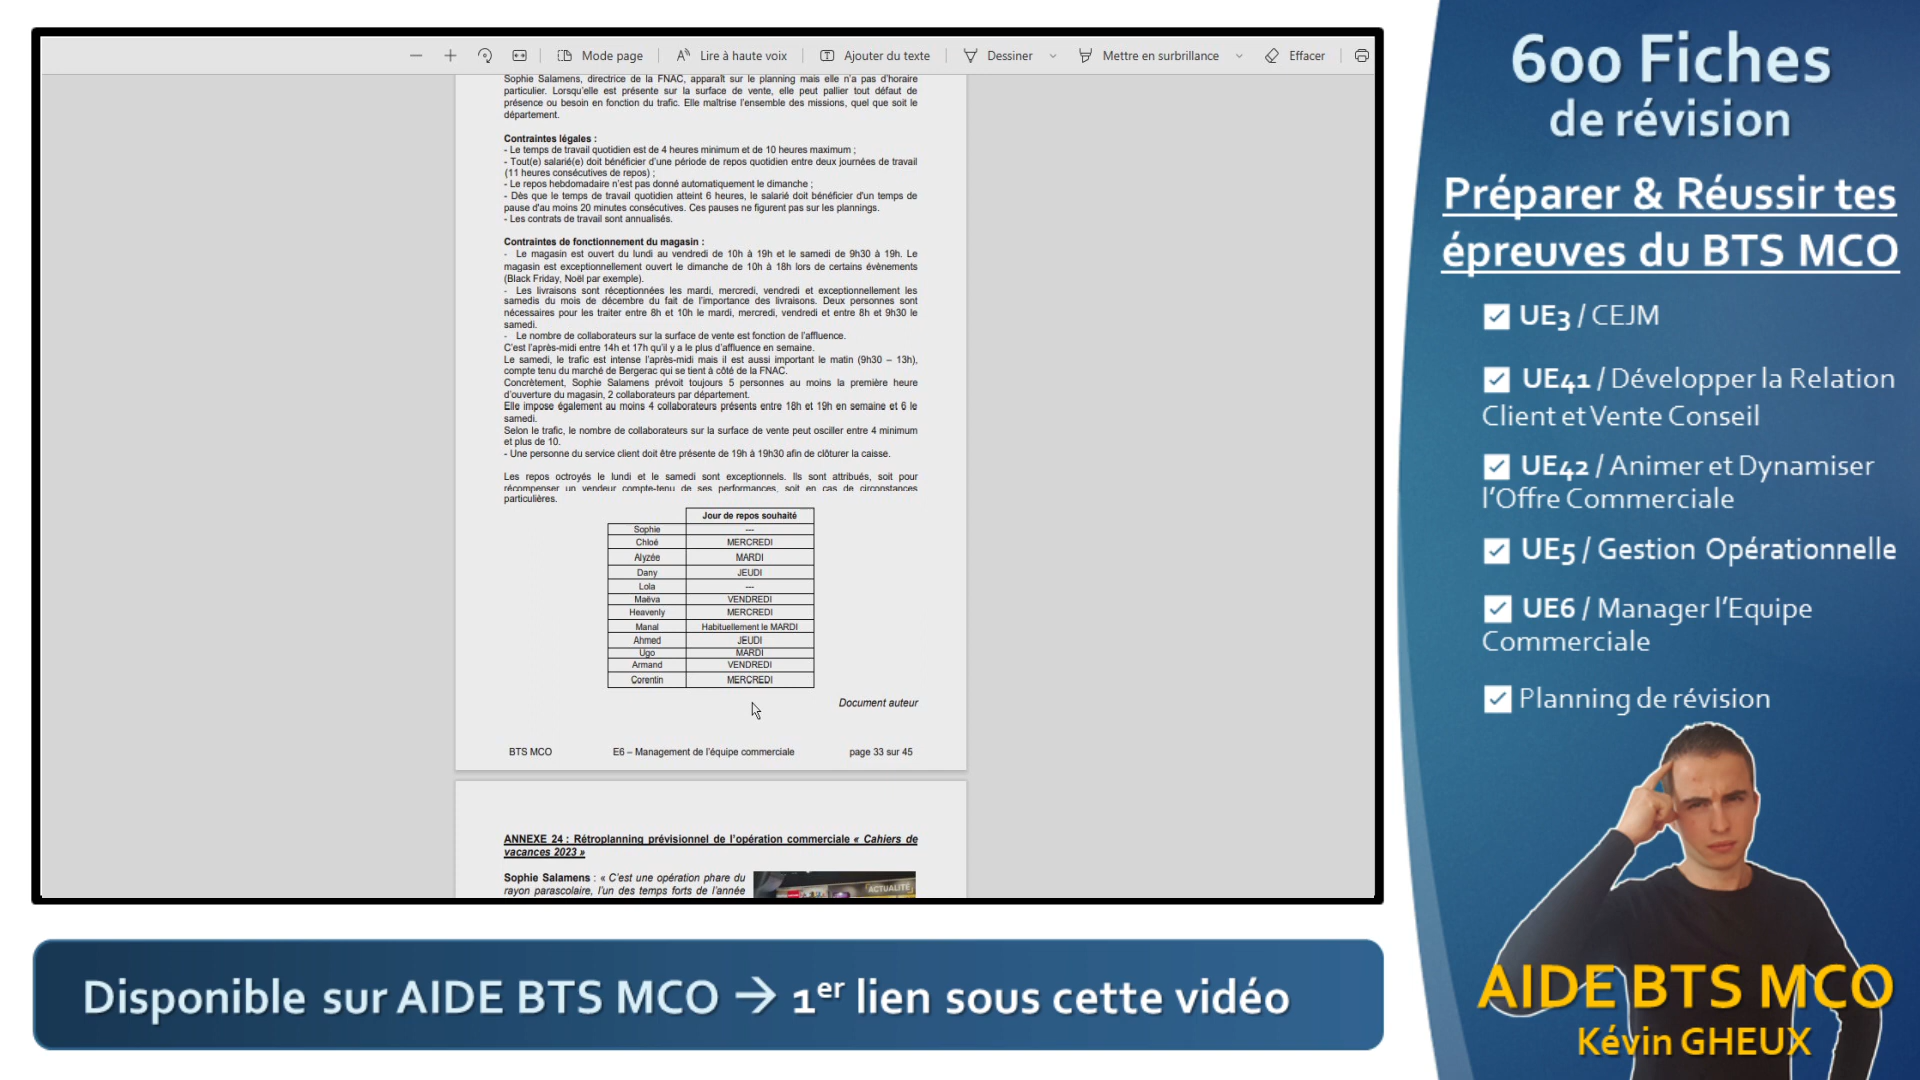 Mode page
Lire à haute voix
Ajouter du texte
Dessiner
Mettre en surbrillance
Effacer
Sophie Salamens, directrice de la FNAC, apparaît sur le planning mais elle n'a pas d'horaire
particulier. Lorsqu'elle est présente sur la surface de vente, elle peut pallier tout défaut de
présence ou besoin en fonction du trafic. Elle maîtrise l'ensemble des missions, quel que soit le
département.
Contraintes légales :
- Le temps de travail quotidien est de 4 heures minimum et de 10 heures maximum ;
- Tout(e) salarié(e) doit bénéficier d'une période de repos quotidien entre deux journées de travail
(11 heures consécutives de repos) ;
- Le repos hebdomadaire n'est pas donné automatiquement le dimanche ;
- Dès que le temps de travail quotidien atteint 6 heures, le salarié doit bénéficier d'un temps de
pause d'au moins 20 minutes consécutives. Ces pauses ne figurent pas sur les plannings.
- Les contrats de travail sont annualisés.
Contraintes de fonctionnement du magasin :
- Le magasin est ouvert du lundi au vendredi de 10h à 19h et le samedi de 9h30 à 19h. Le
magasin est exceptionnellement ouvert le dimanche de 10h à 18h lors de certains évènements
(Black Friday, Noël par exemple).
- Les livraisons sont réceptionnées les mardi, mercredi, vendredi et exceptionnellement les
samedis du mois de décembre du fait de l'importance des livraisons. Deux personnes sont
nécessaires pour les traiter entre 8h et 10h le mardi, mercredi, vendredi et entre 8h et 9h30 le
samedi.
- Le nombre de collaborateurs sur la surface de vente est fonction de l'affluence.
C'est l'après-midi entre 14h et 17h qu'il y a le plus d'affluence en semaine.
Le samedi, le trafic est intense l'après-midi mais il est aussi important le matin (9h30 – 13h),
compte tenu du marché de Bergerac qui se tient à côté de la FNAC.
Concrètement, Sophie Salamens prévoit toujours 5 personnes au moins la première heure
d'ouverture du magasin, 2 collaborateurs par département.
Elle impose également au moins 4 collaborateurs présents entre 18h et 19h en semaine et 6 le
samedi.
Selon le trafic, le nombre de collaborateurs sur la surface de vente peut osciller entre 4 minimum
et plus de 10.
- Une personne du service client doit être présente de 19h à 19h30 afin de clôturer la caisse.
Les repos octroyés le lundi et le samedi sont exceptionnels. Ils sont attribués, soit pour
récompenser un vendeur compte-tenu de ses performances, soit en cas de circonstances
particulières.
Jour de repos souhaité
Sophie ---
Chloé MERCREDI
Alyzée MARDI
Dany JEUDI
Lola ---
Maëva VENDREDI
Heavenly MERCREDI
Manal Habituellement le MARDI
Ahmed JEUDI
Ugo MARDI
Armand VENDREDI
Corentin MERCREDI
Document auteur
BTS MCO E6 – Management de l'équipe commerciale page 33 sur 45
ANNEXE 24 : Rétroplanning prévisionnel de l'opération commerciale « Cahiers de
vacances 2023 »
Sophie Salamens : « C'est une opération phare du
rayon parascolaire, l'un des temps forts de l'année
ACTUALITÉ
600 Fiches
de révision
Préparer & Réussir tes
épreuves du BTS MCO
UE3 / CEJM
UE41 / Développer la Relation
Client et Vente Conseil
UE42 / Animer et Dynamiser
l'Offre Commerciale
UE5 / Gestion Opérationnelle
UE6 / Manager l'Equipe
Commerciale
Planning de révision
AIDE BTS MCO
Kévin GHEUX
Disponible sur AIDE BTS MCO → 1er lien sous cette vidéo